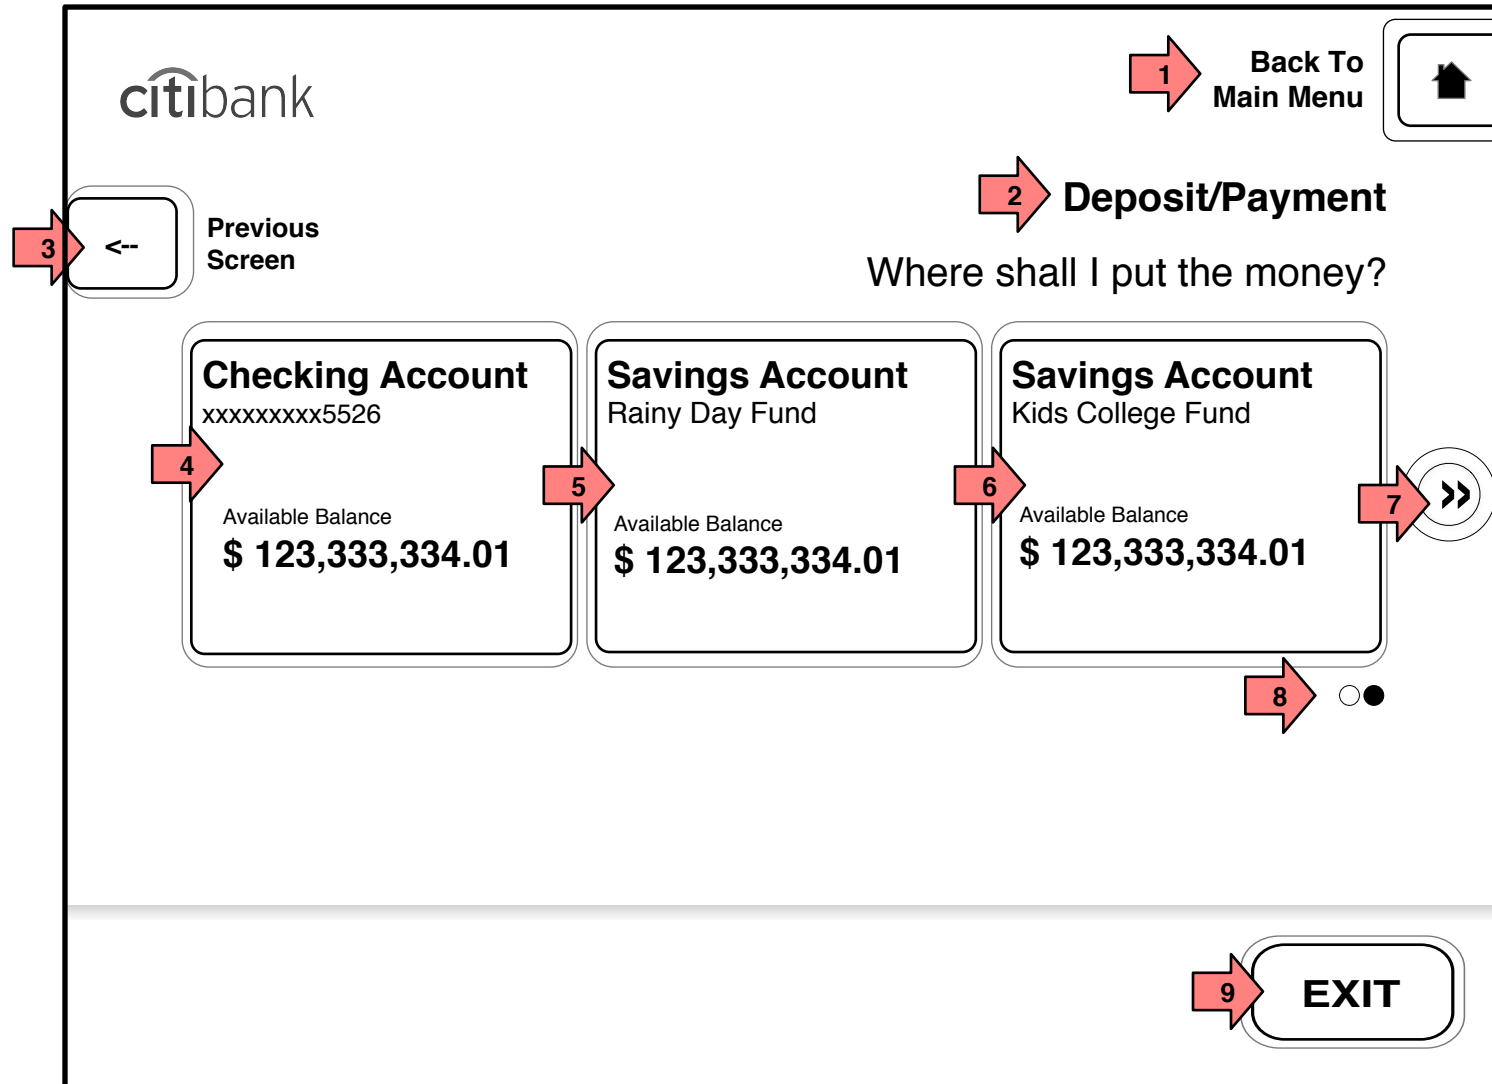 citibank
1
Back To
Main Menu
2
Deposit/Payment
3
<--
Previous
Screen
Where shall I put the money?
Checking Account
xxxxxxxxx5526
4
Available Balance
$ 123,333,334.01
Savings Account
Rainy Day Fund
5
Available Balance
$ 123,333,334.01
Savings Account
Kids College Fund
6
Available Balance
$ 123,333,334.01
7
»
8
9
EXIT